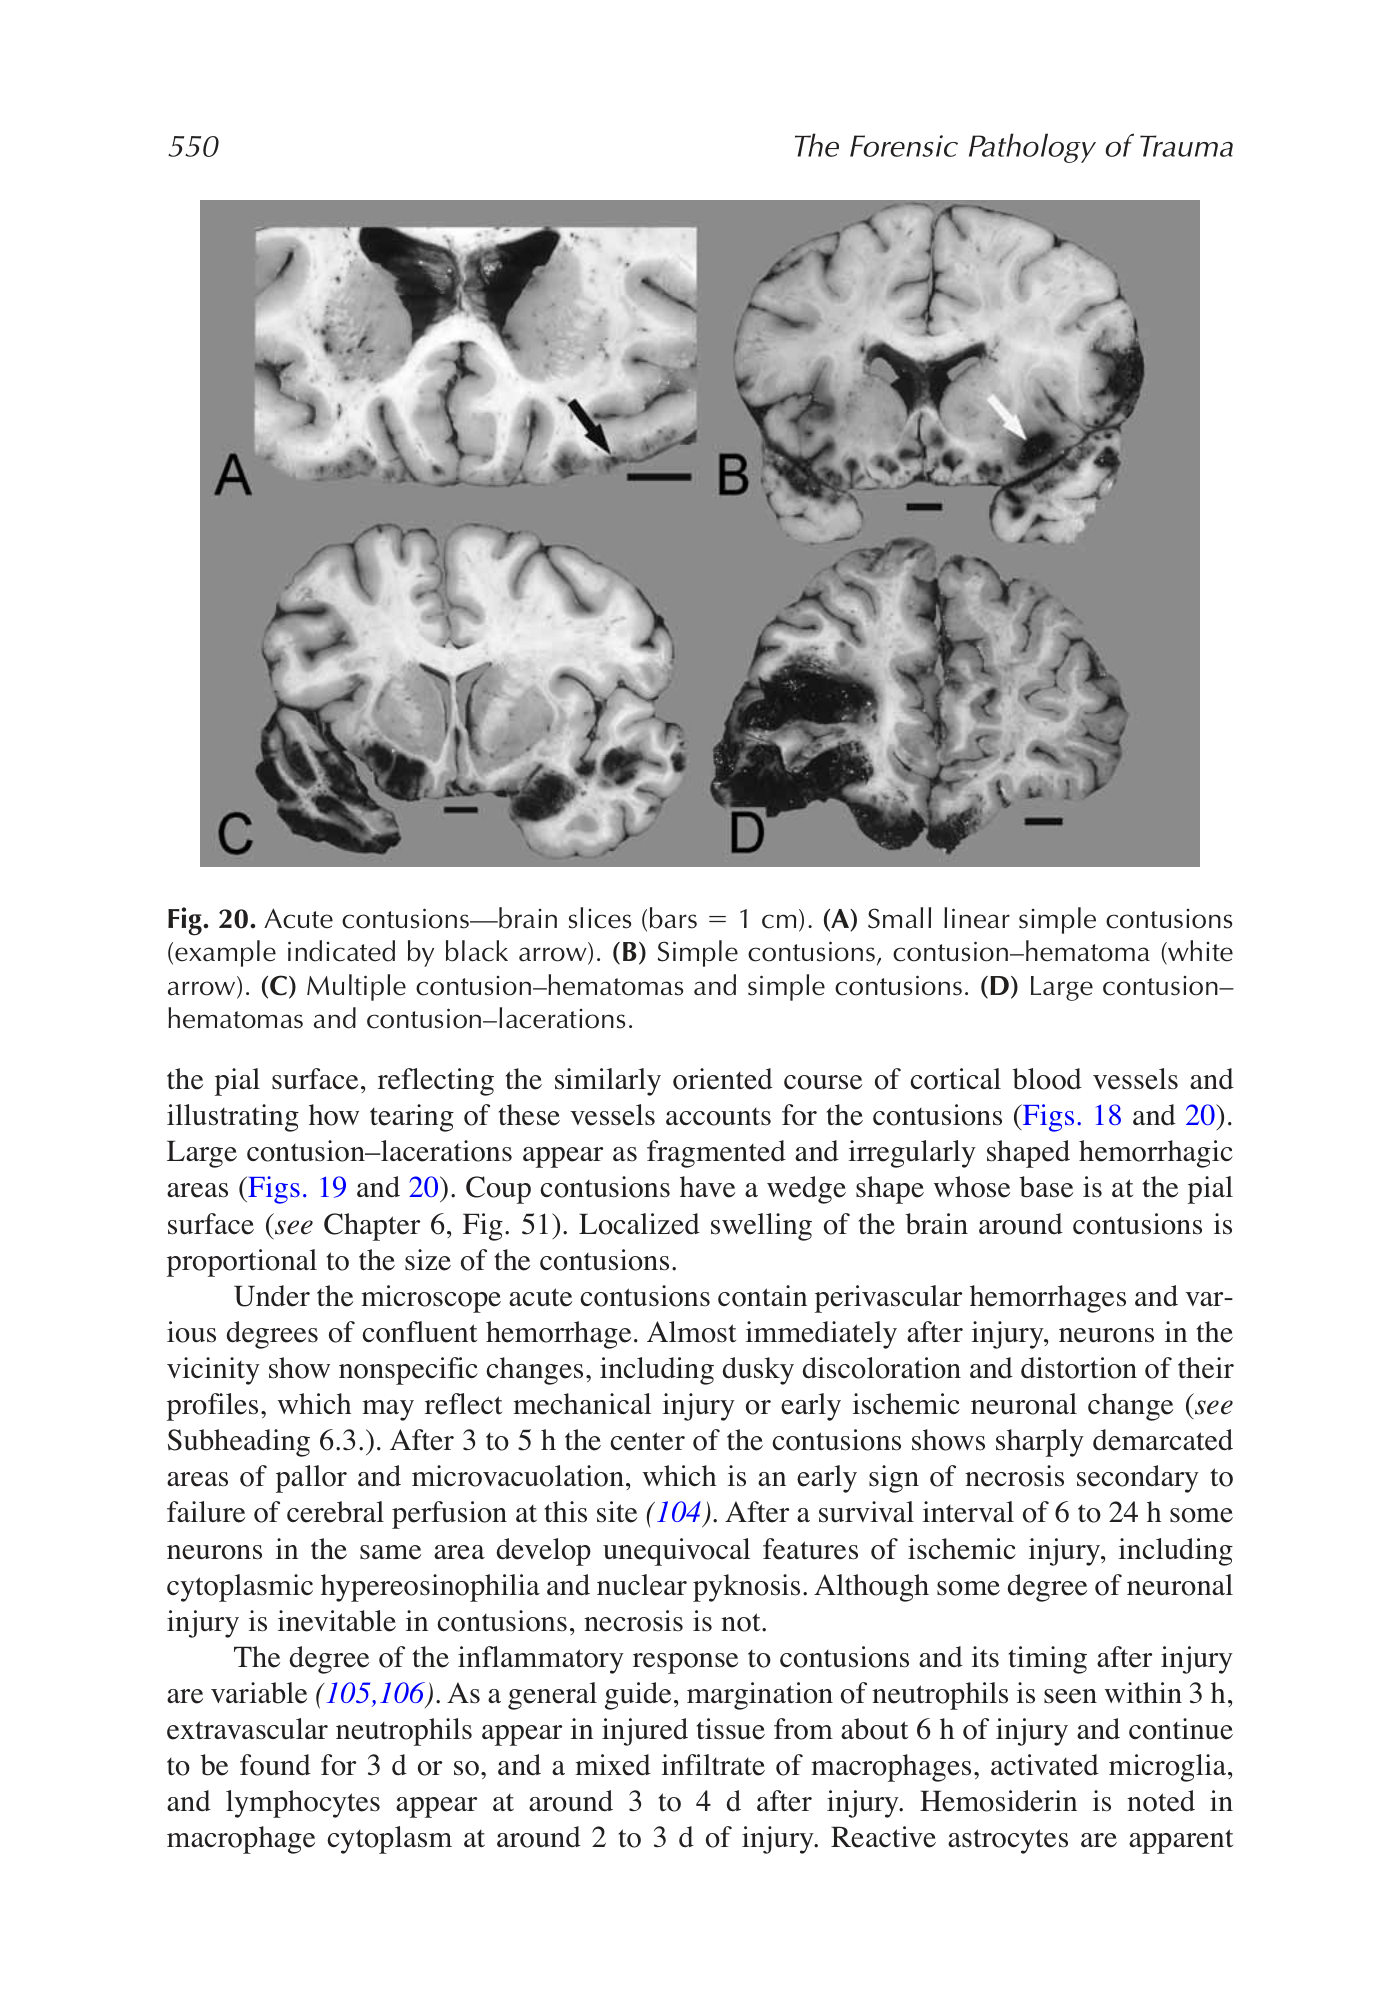 550
The Forensic Pathology of Trauma
A
B
C
D
Fig. 20. Acute contusions—brain slices (bars = 1 cm). (A) Small linear simple contusions
(example indicated by black arrow). (B) Simple contusions, contusion–hematoma (white
arrow). (C) Multiple contusion–hematomas and simple contusions. (D) Large contusion–
hematomas and contusion–lacerations.
the pial surface, reflecting the similarly oriented course of cortical blood vessels and
illustrating how tearing of these vessels accounts for the contusions (Figs. 18 and 20).
Large contusion–lacerations appear as fragmented and irregularly shaped hemorrhagic
areas (Figs. 19 and 20). Coup contusions have a wedge shape whose base is at the pial
surface (see Chapter 6, Fig. 51). Localized swelling of the brain around contusions is
proportional to the size of the contusions.
Under the microscope acute contusions contain perivascular hemorrhages and var-
ious degrees of confluent hemorrhage. Almost immediately after injury, neurons in the
vicinity show nonspecific changes, including dusky discoloration and distortion of their
profiles, which may reflect mechanical injury or early ischemic neuronal change (see
Subheading 6.3.). After 3 to 5 h the center of the contusions shows sharply demarcated
areas of pallor and microvacuolation, which is an early sign of necrosis secondary to
failure of cerebral perfusion at this site (104). After a survival interval of 6 to 24 h some
neurons in the same area develop unequivocal features of ischemic injury, including
cytoplasmic hypereosinophilia and nuclear pyknosis. Although some degree of neuronal
injury is inevitable in contusions, necrosis is not.
The degree of the inflammatory response to contusions and its timing after injury
are variable (105,106). As a general guide, margination of neutrophils is seen within 3 h,
extravascular neutrophils appear in injured tissue from about 6 h of injury and continue
to be found for 3 d or so, and a mixed infiltrate of macrophages, activated microglia,
and lymphocytes appear at around 3 to 4 d after injury. Hemosiderin is noted in
macrophage cytoplasm at around 2 to 3 d of injury. Reactive astrocytes are apparent